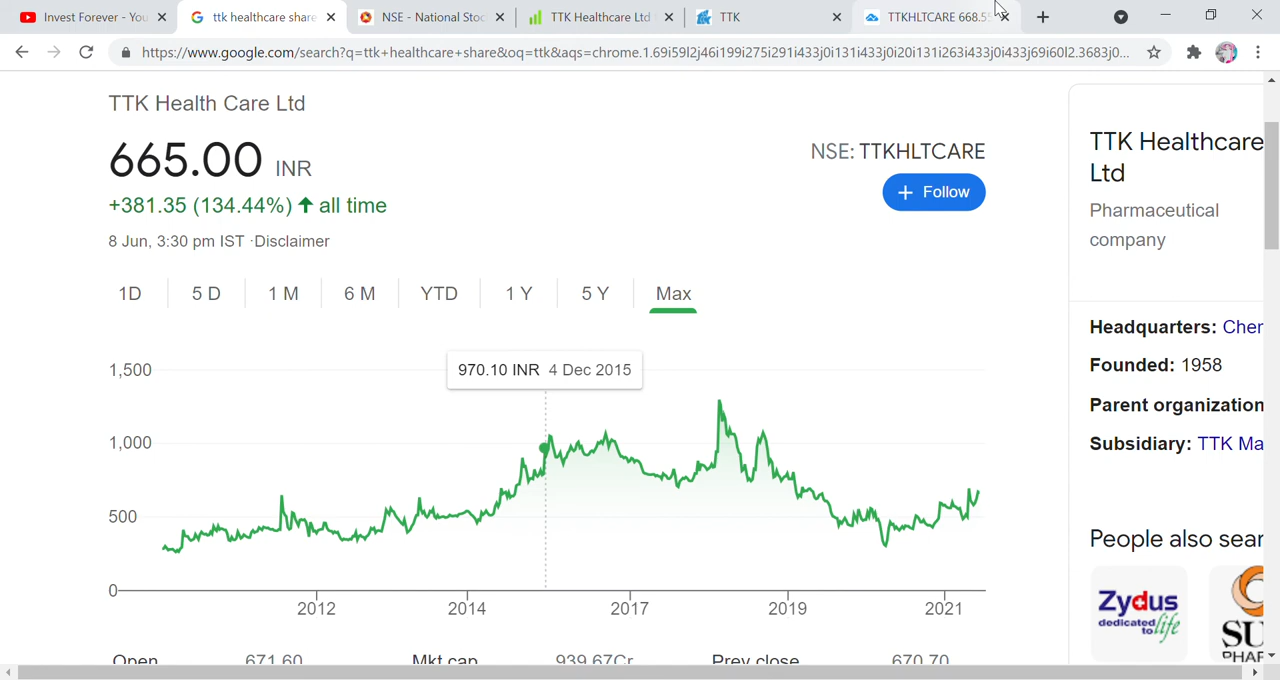 Invest Forever - You
ttk healthcare share
NSE - National Stoc
TTK Healthcare Ltd
TTK
TTKHLTCARE 668.5
https://www.google.com/search?q=ttk+healthcare+share&oq=ttk&aqs=chrome.1.69i59l2j46i199i275i291i433j0i131i433j0i20i131i263i433j0i433j69i60l2.3683j0...
TTK Health Care Ltd
665.00 INR
+381.35 (134.44%) ↑ all time
8 Jun, 3:30 pm IST · Disclaimer
NSE: TTKHLTCARE
+ Follow
1D 5 D 1 M 6 M YTD 1 Y 5 Y Max
970.10 INR 4 Dec 2015
1,500
1,000
500
0
2012 2014 2017 2019 2021
Open 671.60 Mkt cap 939.67Cr Prev close 670.70
TTK Healthcare
Ltd
Pharmaceutical
company
Headquarters: Cher
Founded: 1958
Parent organization
Subsidiary: TTK Ma
People also sear
Zydus
dedicated
to life
SU
PHAR